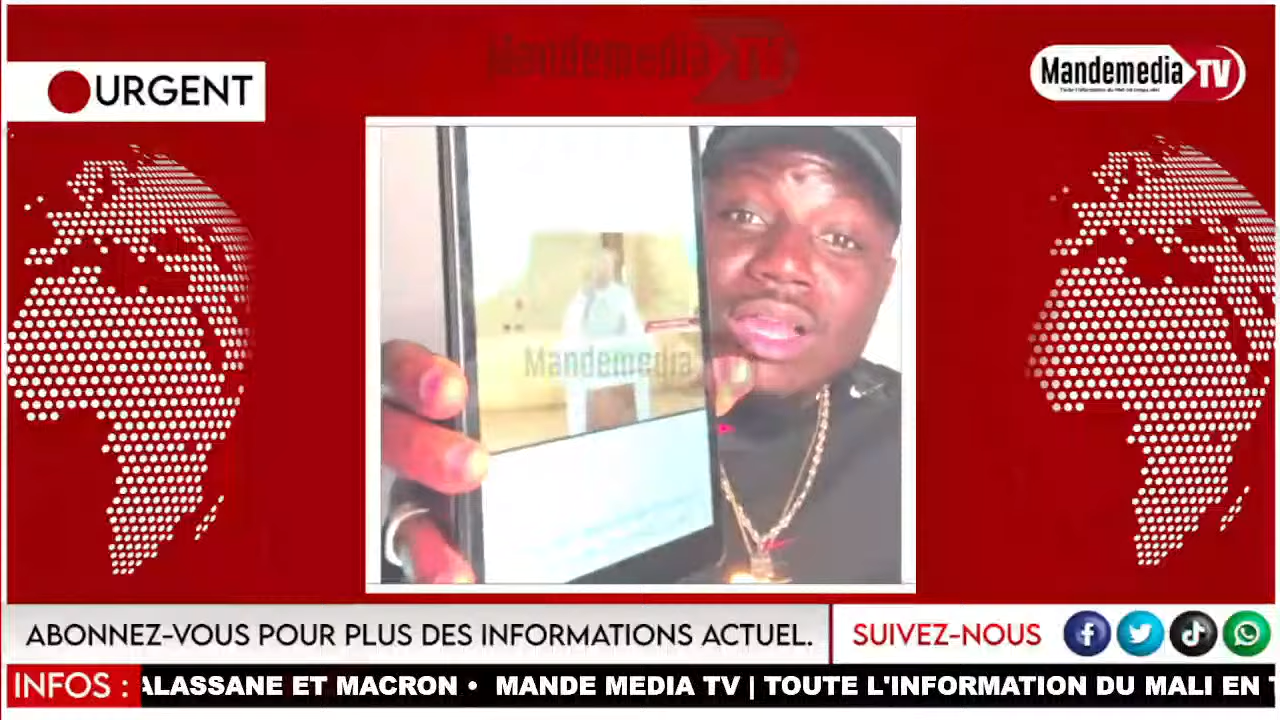 Mandemedia TV
URGENT
Mandemedia TV
Mandemedia
ABONNEZ-VOUS POUR PLUS DES INFORMATIONS ACTUEL.
SUIVEZ-NOUS
INFOS :
ALASSANE ET MACRON • MANDE MEDIA TV | TOUTE L'INFORMATION DU MALI EN